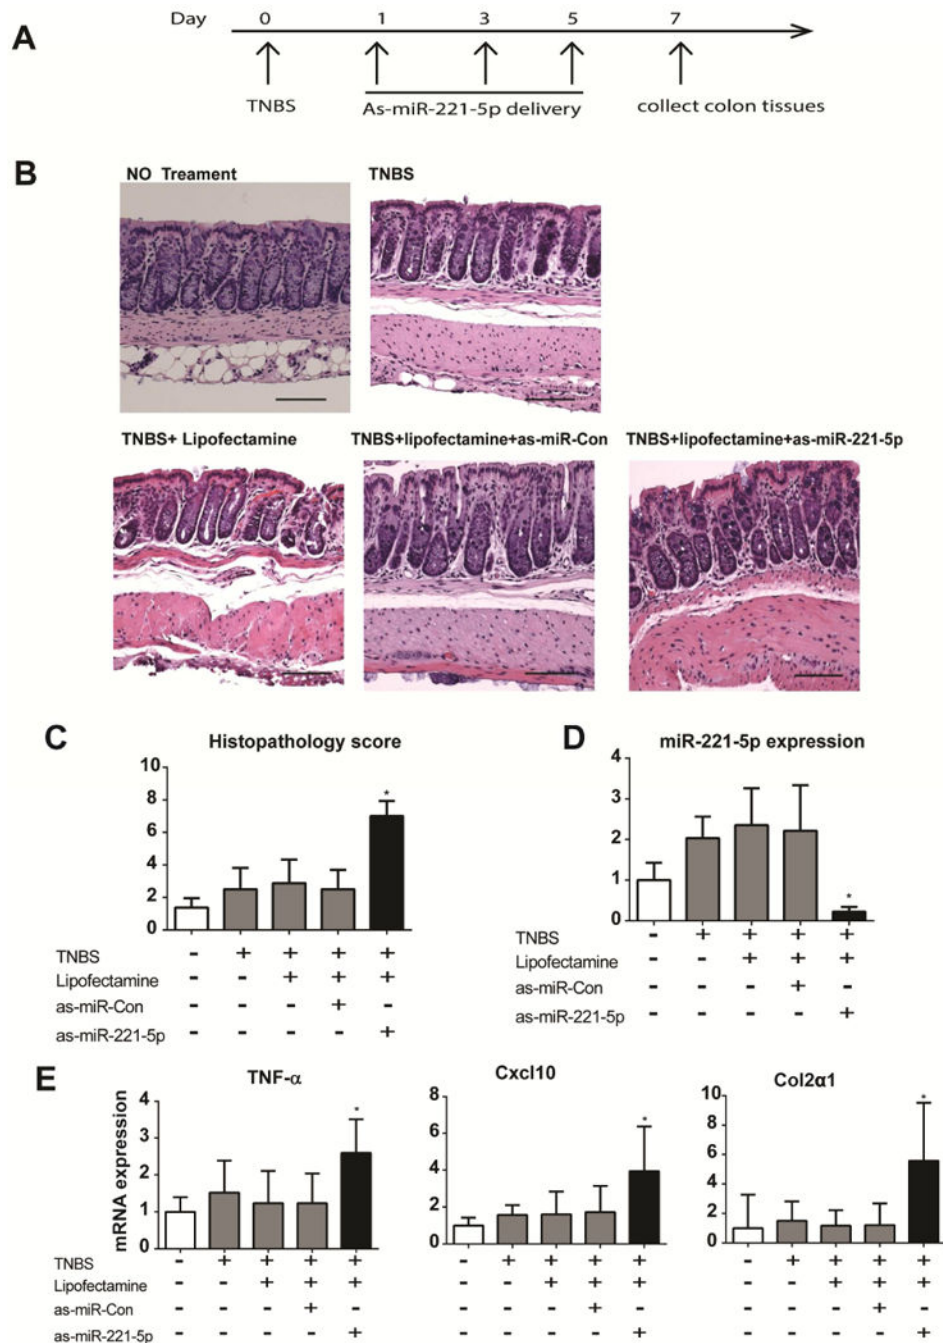 A
Day 0 1 3 5 7
TNBS As-miR-221-5p delivery collect colon tissues
B
NO Treament TNBS
TNBS+ Lipofectamine TNBS+lipofectamine+as-miR-Con TNBS+lipofectamine+as-miR-221-5p
C
Histopathology score
10
8
6
4
2
0
TNBS - + + + +
Lipofectamine - - + + +
as-miR-Con - - - + -
as-miR-221-5p - - - - +
*
D
miR-221-5p expression
4
3
2
1
0
*
TNBS - + + + +
Lipofectamine - - + + +
as-miR-Con - - - + -
as-miR-221-5p - - - - +
E
mRNA expression
TNF-α
4
3
2
1
0
*
Cxcl10
8
6
4
2
0
*
Col2α1
10
8
6
4
2
0
*
TNBS - + + + + - + + + + - + + + +
Lipofectamine - - + + + - - + + + - - + + +
as-miR-Con - - - + - - - - + - - - - + -
as-miR-221-5p - - - - + - - - - + - - - - +